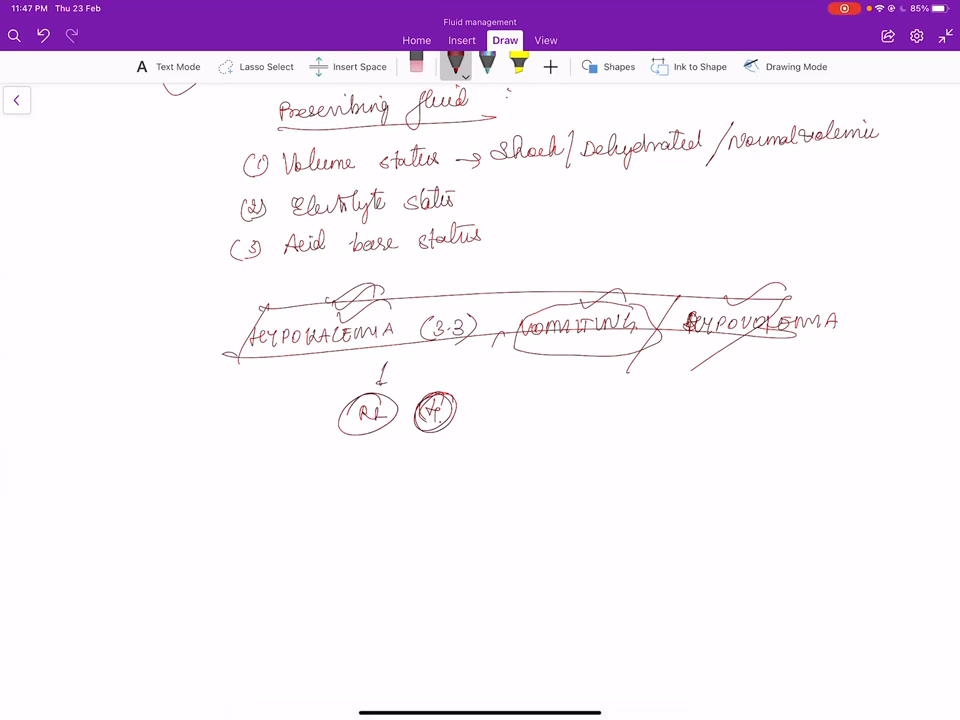 11:47 PM Thu 23 Feb 85%
Fluid management
Home Insert Draw View
Text Mode Lasso Select Insert Space Shapes Ink to Shape Drawing Mode
Prescribing fluid :
(1) Volume status → Shock / Dehydrated / Normalvolemic
(2) Electrolyte status
(3) Acid base status
HYPOKALEMIA (3.3) VOMITING HYPOVOLEMIA
RL